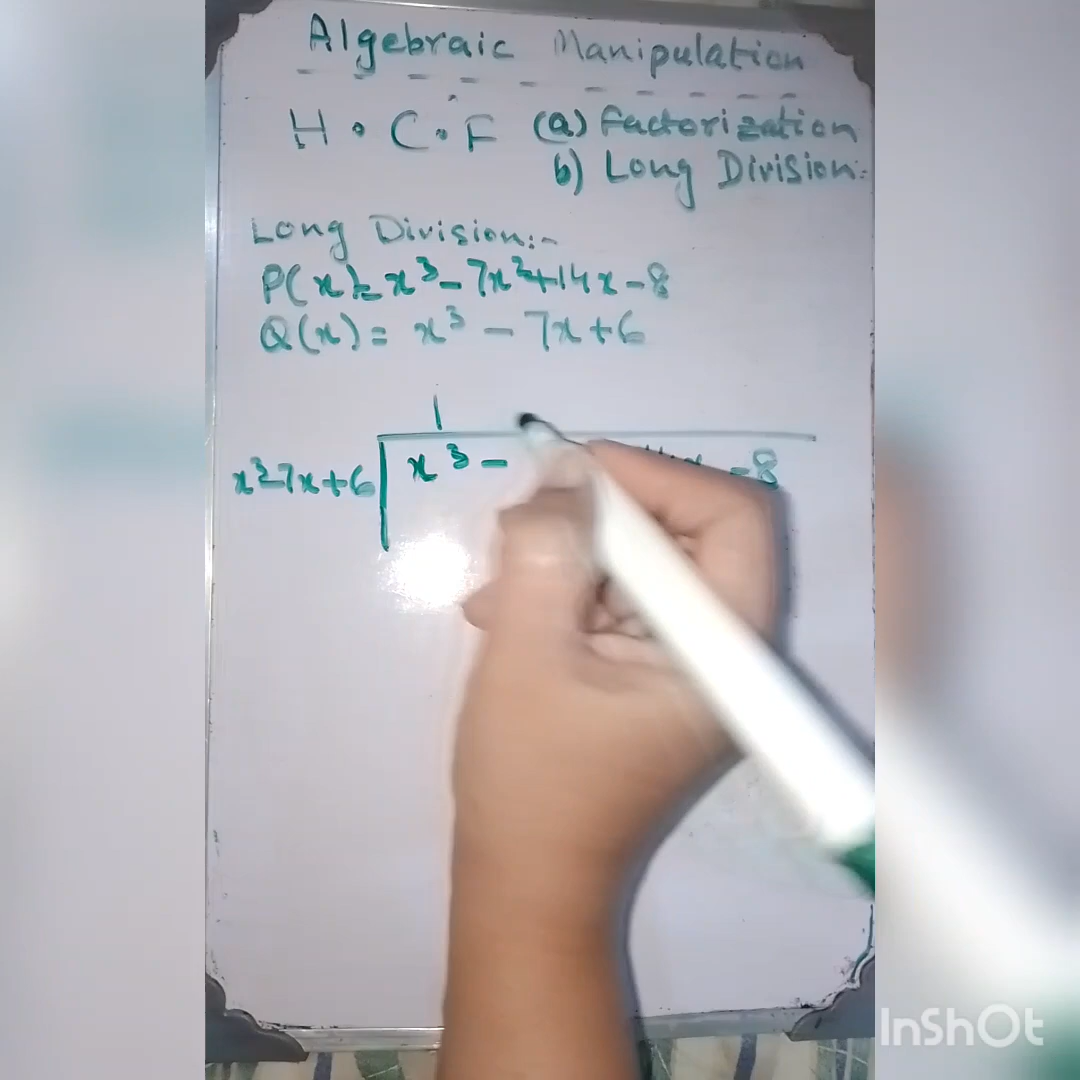 Algebraic Manipulation
H.C.F (a) Factorization
b) Long Division:
Long Division:-
P(x) = x³ - 7x² + 14x - 8
Q(x) = x³ - 7x + 6
1
x³ - 7x + 6 x³ - - 8
InShOt